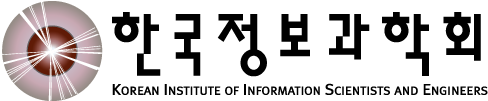 한국정보과학회
KOREAN INSTITUTE OF INFORMATION SCIENTISTS AND ENGINEERS